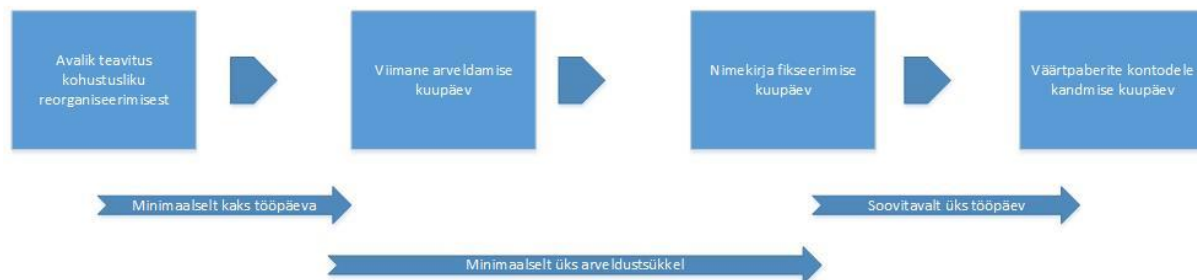 Avalik teavitus
kohustusliku
reorganiseerimisest
Viimane arveldamise
kuupäev
Nimekirja fikseerimise
kuupäev
Väärtpaberite kontodele
kandmise kuupäev
Minimaalselt kaks tööpäeva
Soovitavalt üks tööpäev
Minimaalselt üks arveldustsükkel